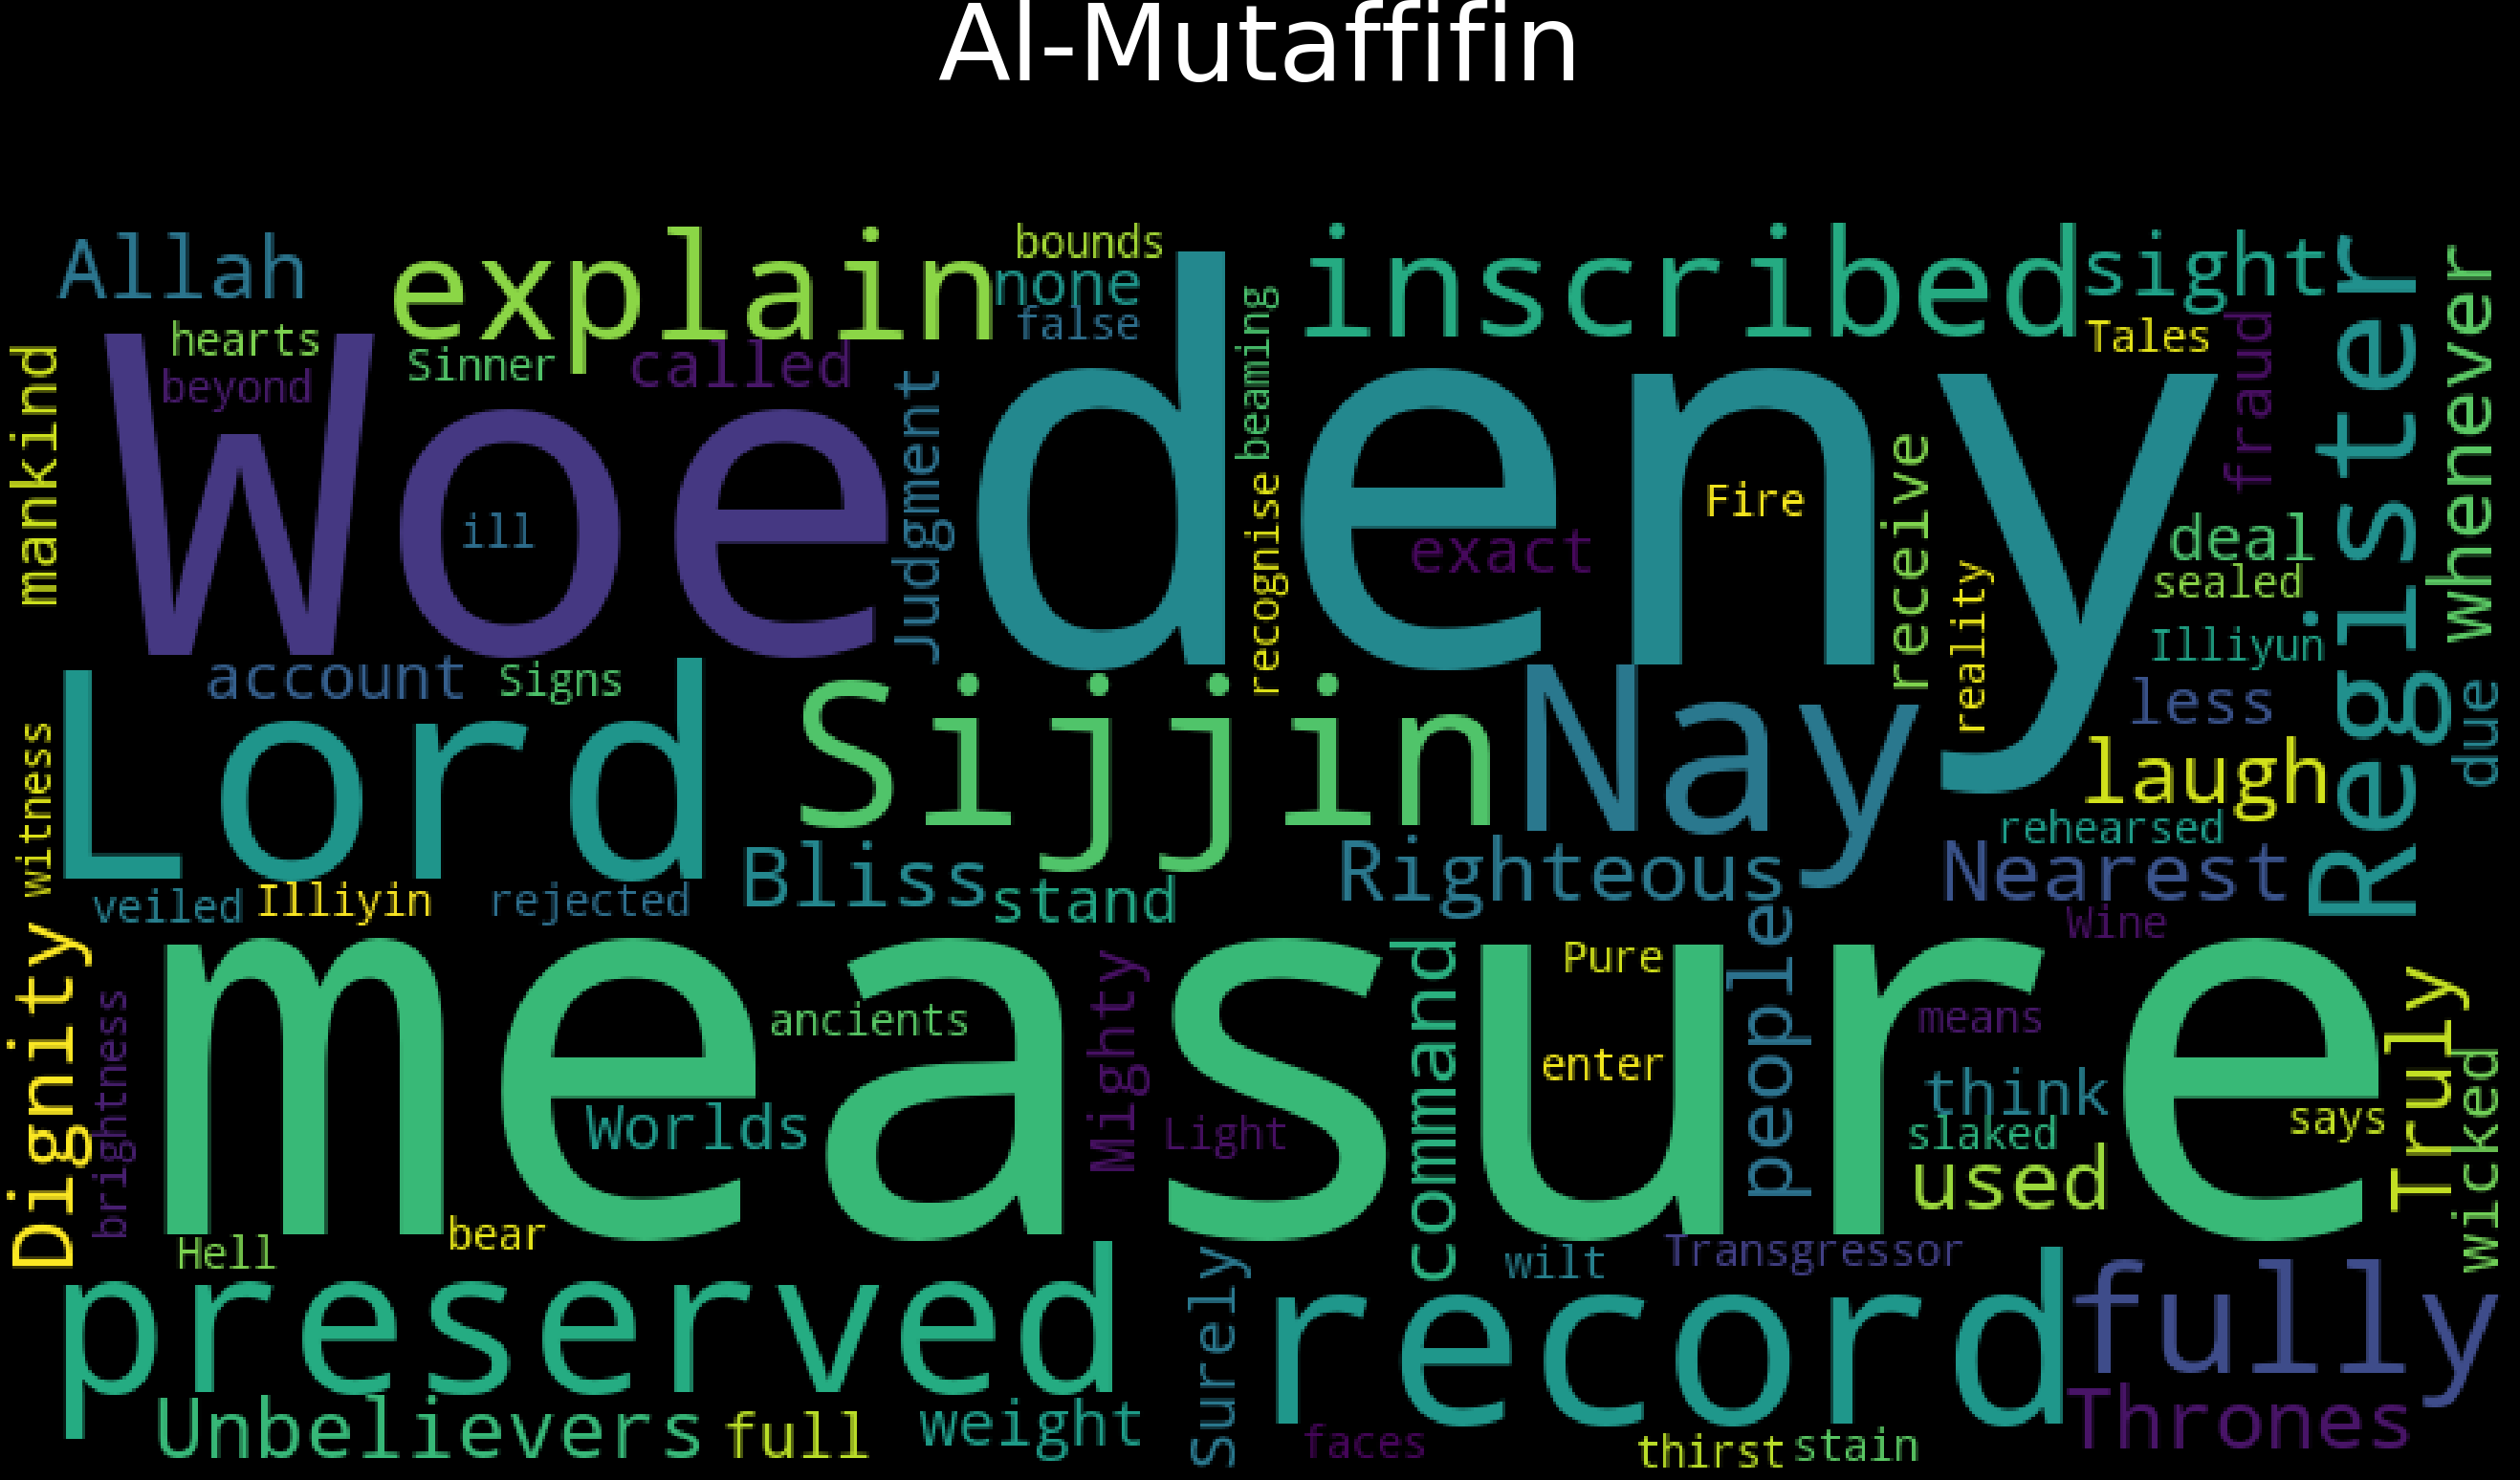 Al-Mutaffifin
Allah
explain
bounds
none
false
inscribed
sight
Tales
Register
whenever
hearts
beyond
Sinner
called
mankind
Woe
ill
Judgment
deny
beaming
recognise
exact
Fire
receive
reality
fraud
deal
sealed
Illiyun
less
due
account
Signs
Lord
Sijjin
Nay
laugh
rehearsed
witness
veiled
Illiyin
rejected
Bliss
stand
Righteous
Nearest
Wine
Dignity
brightness
measure
ancients
Worlds
Mighty
Light
command
Pure
enter
people
means
think
slaked
used
says
Truly
wicked
Hell
bear
preserved
Surely
wilt
Transgressor
record
fully
Unbelievers
full
weight
faces
thirst
stain
Thrones